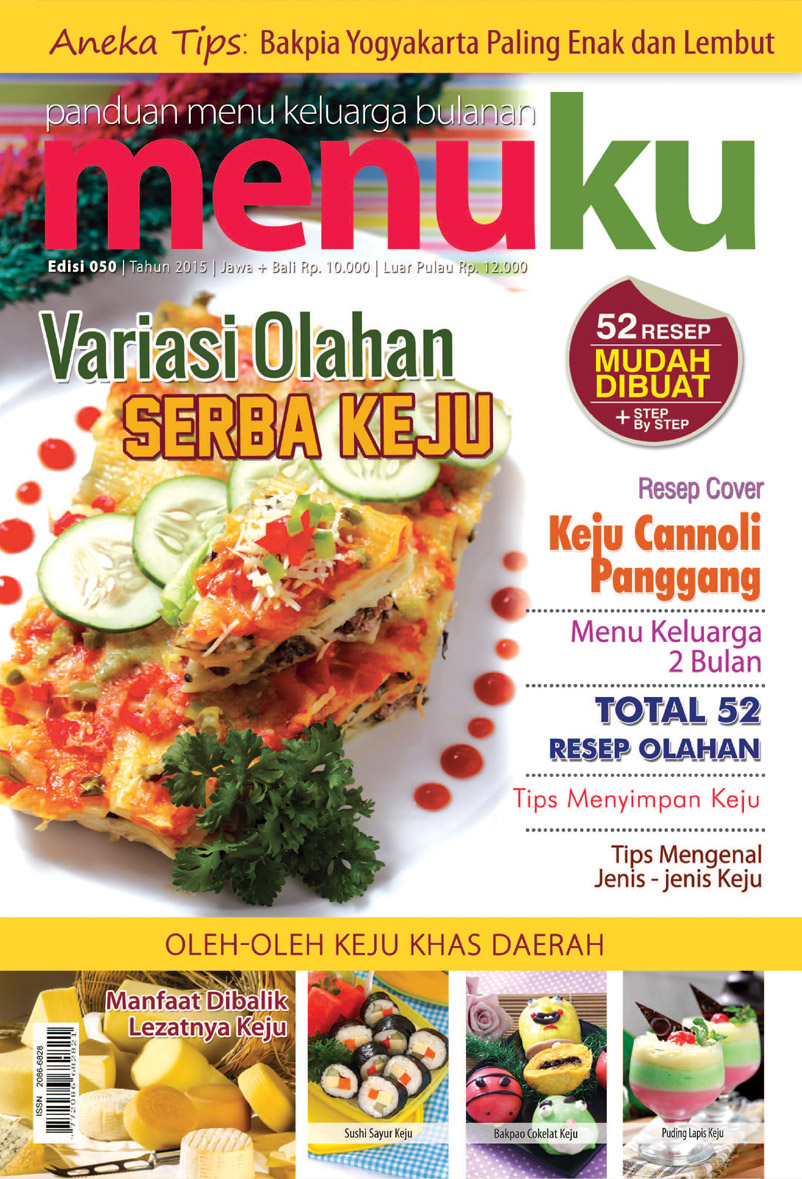 Aneka Tips: Bakpia Yogyakarta Paling Enak dan Lembut
panduan menu keluarga bulanan
menuku
Edisi 050 | Tahun 2015 | Jawa + Bali Rp. 10.000 | Luar Pulau Rp. 12.000
Variasi Olahan
SERBA KEJU
52 RESEP
MUDAH
DIBUAT
+ STEP
By STEP
Resep Cover
Keju Cannoli
Panggang
Menu Keluarga
2 Bulan
TOTAL 52
RESEP OLAHAN
Tips Menyimpan Keju
Tips Mengenal
Jenis - jenis Keju
OLEH-OLEH KEJU KHAS DAERAH
Manfaat Dibalik
Lezatnya Keju
ISSN 2086-6828
9 772086 682821
Sushi Sayur Keju
Bakpao Cokelat Keju
Puding Lapis Keju